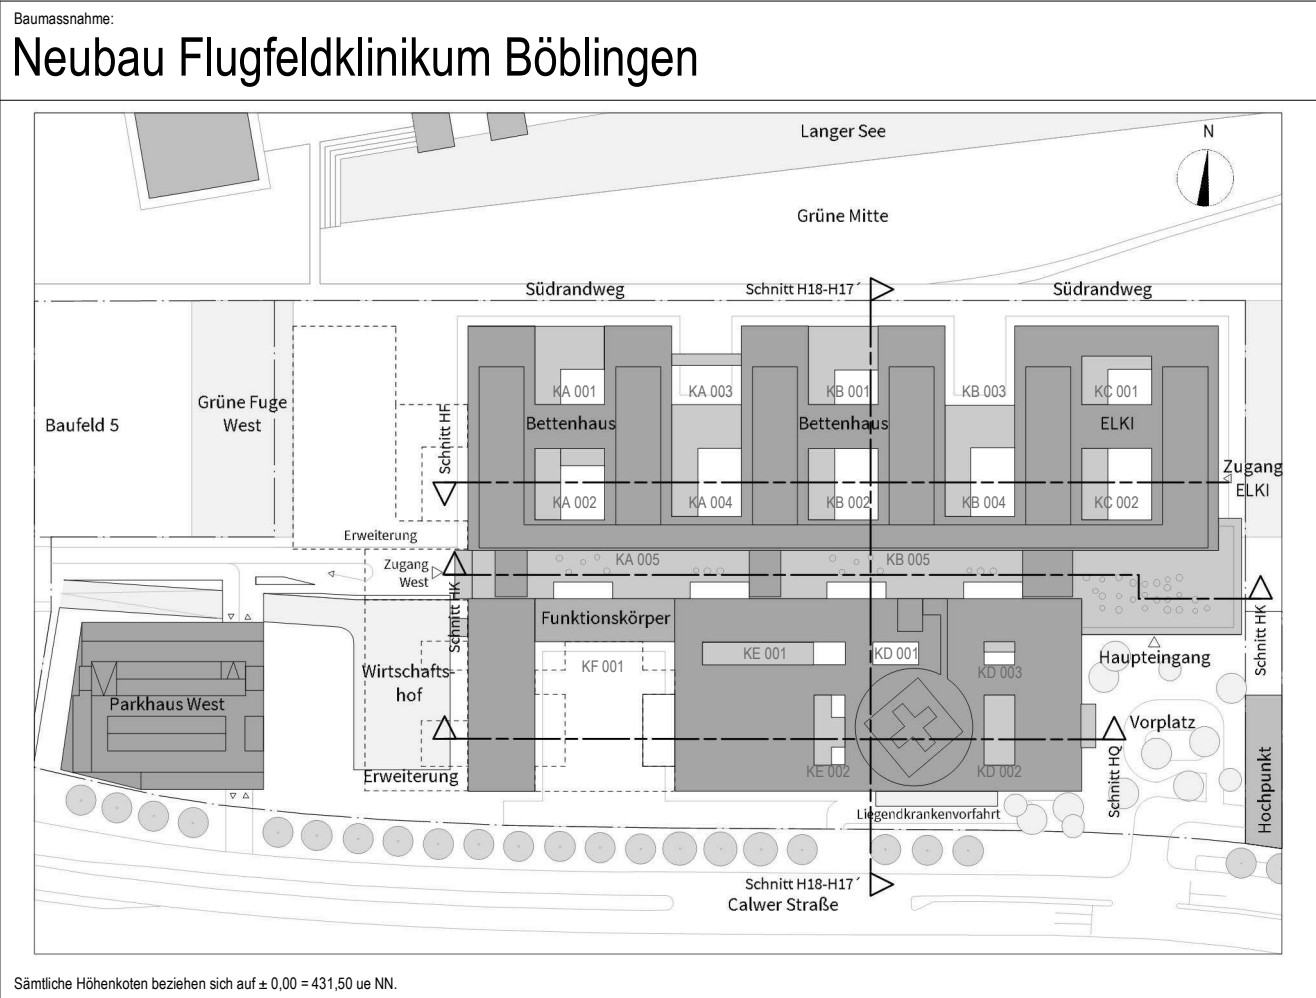 Baumassnahme:
Neubau Flugfeldklinikum Böblingen
Langer See
N
Grüne Mitte
Südrandweg
Schnitt H18-H17´
Südrandweg
KA 001
KA 003
KB 001
KB 003
KC 001
Grüne Fuge
West
Baufeld 5
Schnitt HF
Bettenhaus
Bettenhaus
ELKI
Zugang
ELKI
KA 002
KA 004
KB 002
KB 004
KC 002
Erweiterung
Zugang
West
KA 005
KB 005
Schnitt HK
Schnitt HK
Funktionskörper
KF 001
KE 001
KD 001
KD 003
Haupteingang
Wirtschafts-
hof
Parkhaus West
Vorplatz
Erweiterung
KE 002
KD 002
Schnitt HQ
Hochpunkt
Liegendkrankenvorfahrt
Schnitt H18-H17´
Calwer Straße
Sämtliche Höhenkoten beziehen sich auf ± 0,00 = 431,50 ue NN.